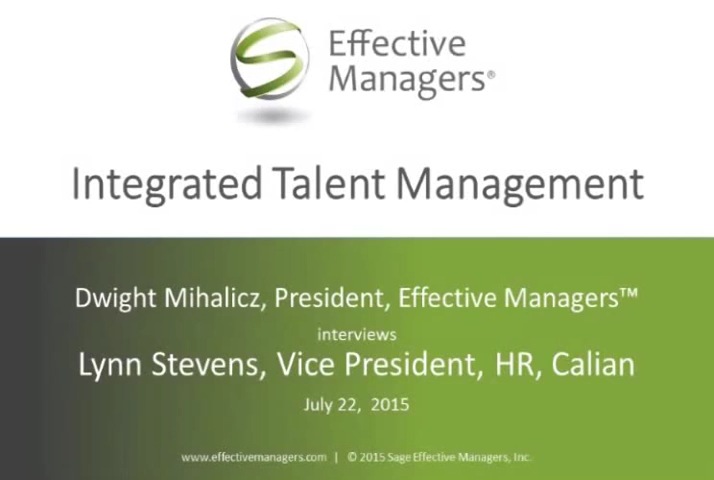 Effective
Managers®
Integrated Talent Management
Dwight Mihalicz, President, Effective Managers™
interviews
Lynn Stevens, Vice President, HR, Calian
July 22, 2015
www.effectivemanagers.com | © 2015 Sage Effective Managers, Inc.